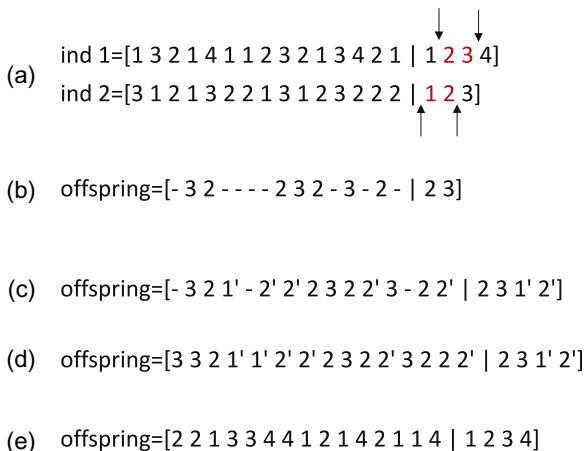 (a)
ind 1=[1 3 2 1 4 1 1 2 3 2 1 3 4 2 1 | 1 2 3 4]
ind 2=[3 1 2 1 3 2 2 1 3 1 2 3 2 2 2 | 1 2 3]
(b) offspring=[- 3 2 - - - - 2 3 2 - 3 - 2 - | 2 3]
(c) offspring=[- 3 2 1' - 2' 2' 2 3 2 2' 3 - 2 2' | 2 3 1' 2']
(d) offspring=[3 3 2 1' 1' 2' 2' 2 3 2 2' 3 2 2 2' | 2 3 1' 2']
(e) offspring=[2 2 1 3 3 4 4 1 2 1 4 2 1 1 4 | 1 2 3 4]